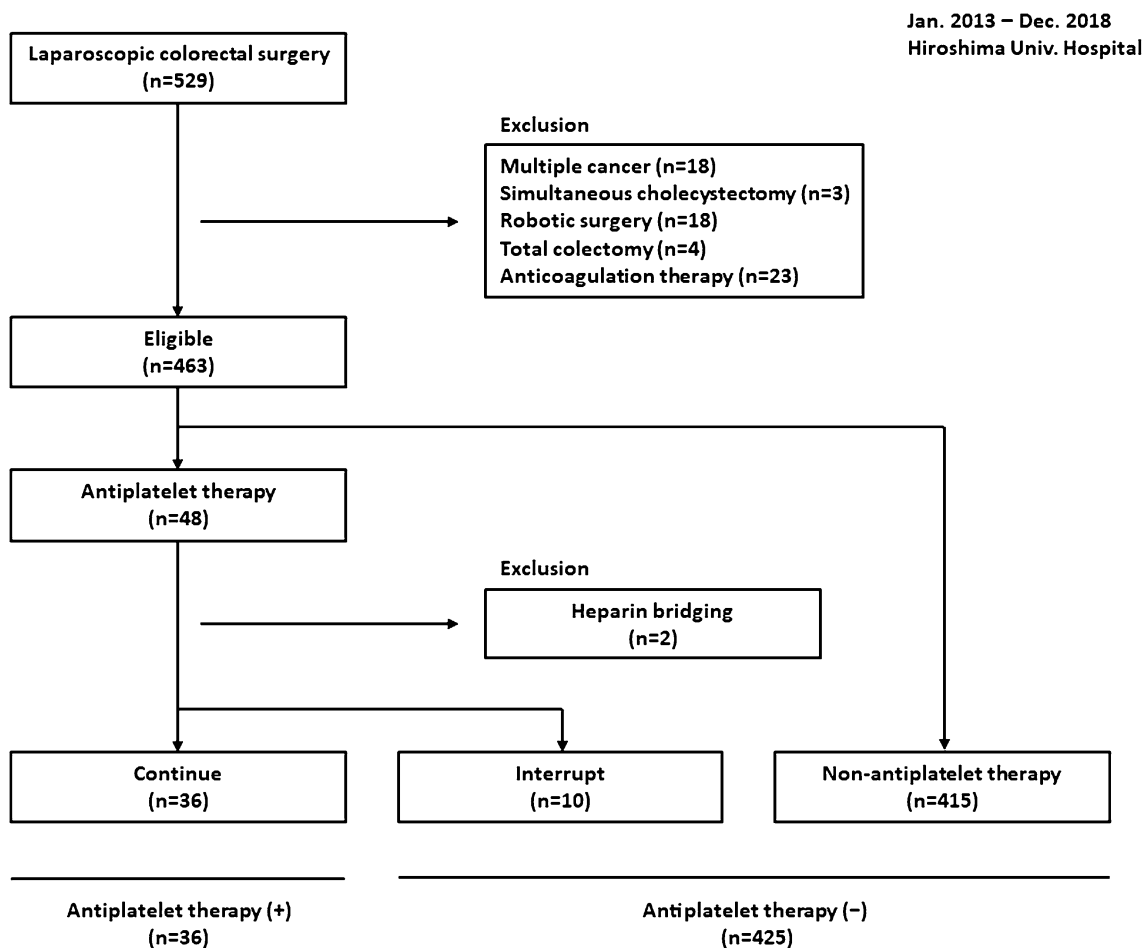 Jan. 2013 – Dec. 2018
Hiroshima Univ. Hospital
Laparoscopic colorectal surgery
(n=529)
Exclusion
Multiple cancer (n=18)
Simultaneous cholecystectomy (n=3)
Robotic surgery (n=18)
Total colectomy (n=4)
Anticoagulation therapy (n=23)
Eligible
(n=463)
Antiplatelet therapy
(n=48)
Exclusion
Heparin bridging
(n=2)
Continue
(n=36)
Interrupt
(n=10)
Non-antiplatelet therapy
(n=415)
Antiplatelet therapy (+)
(n=36)
Antiplatelet therapy (−)
(n=425)